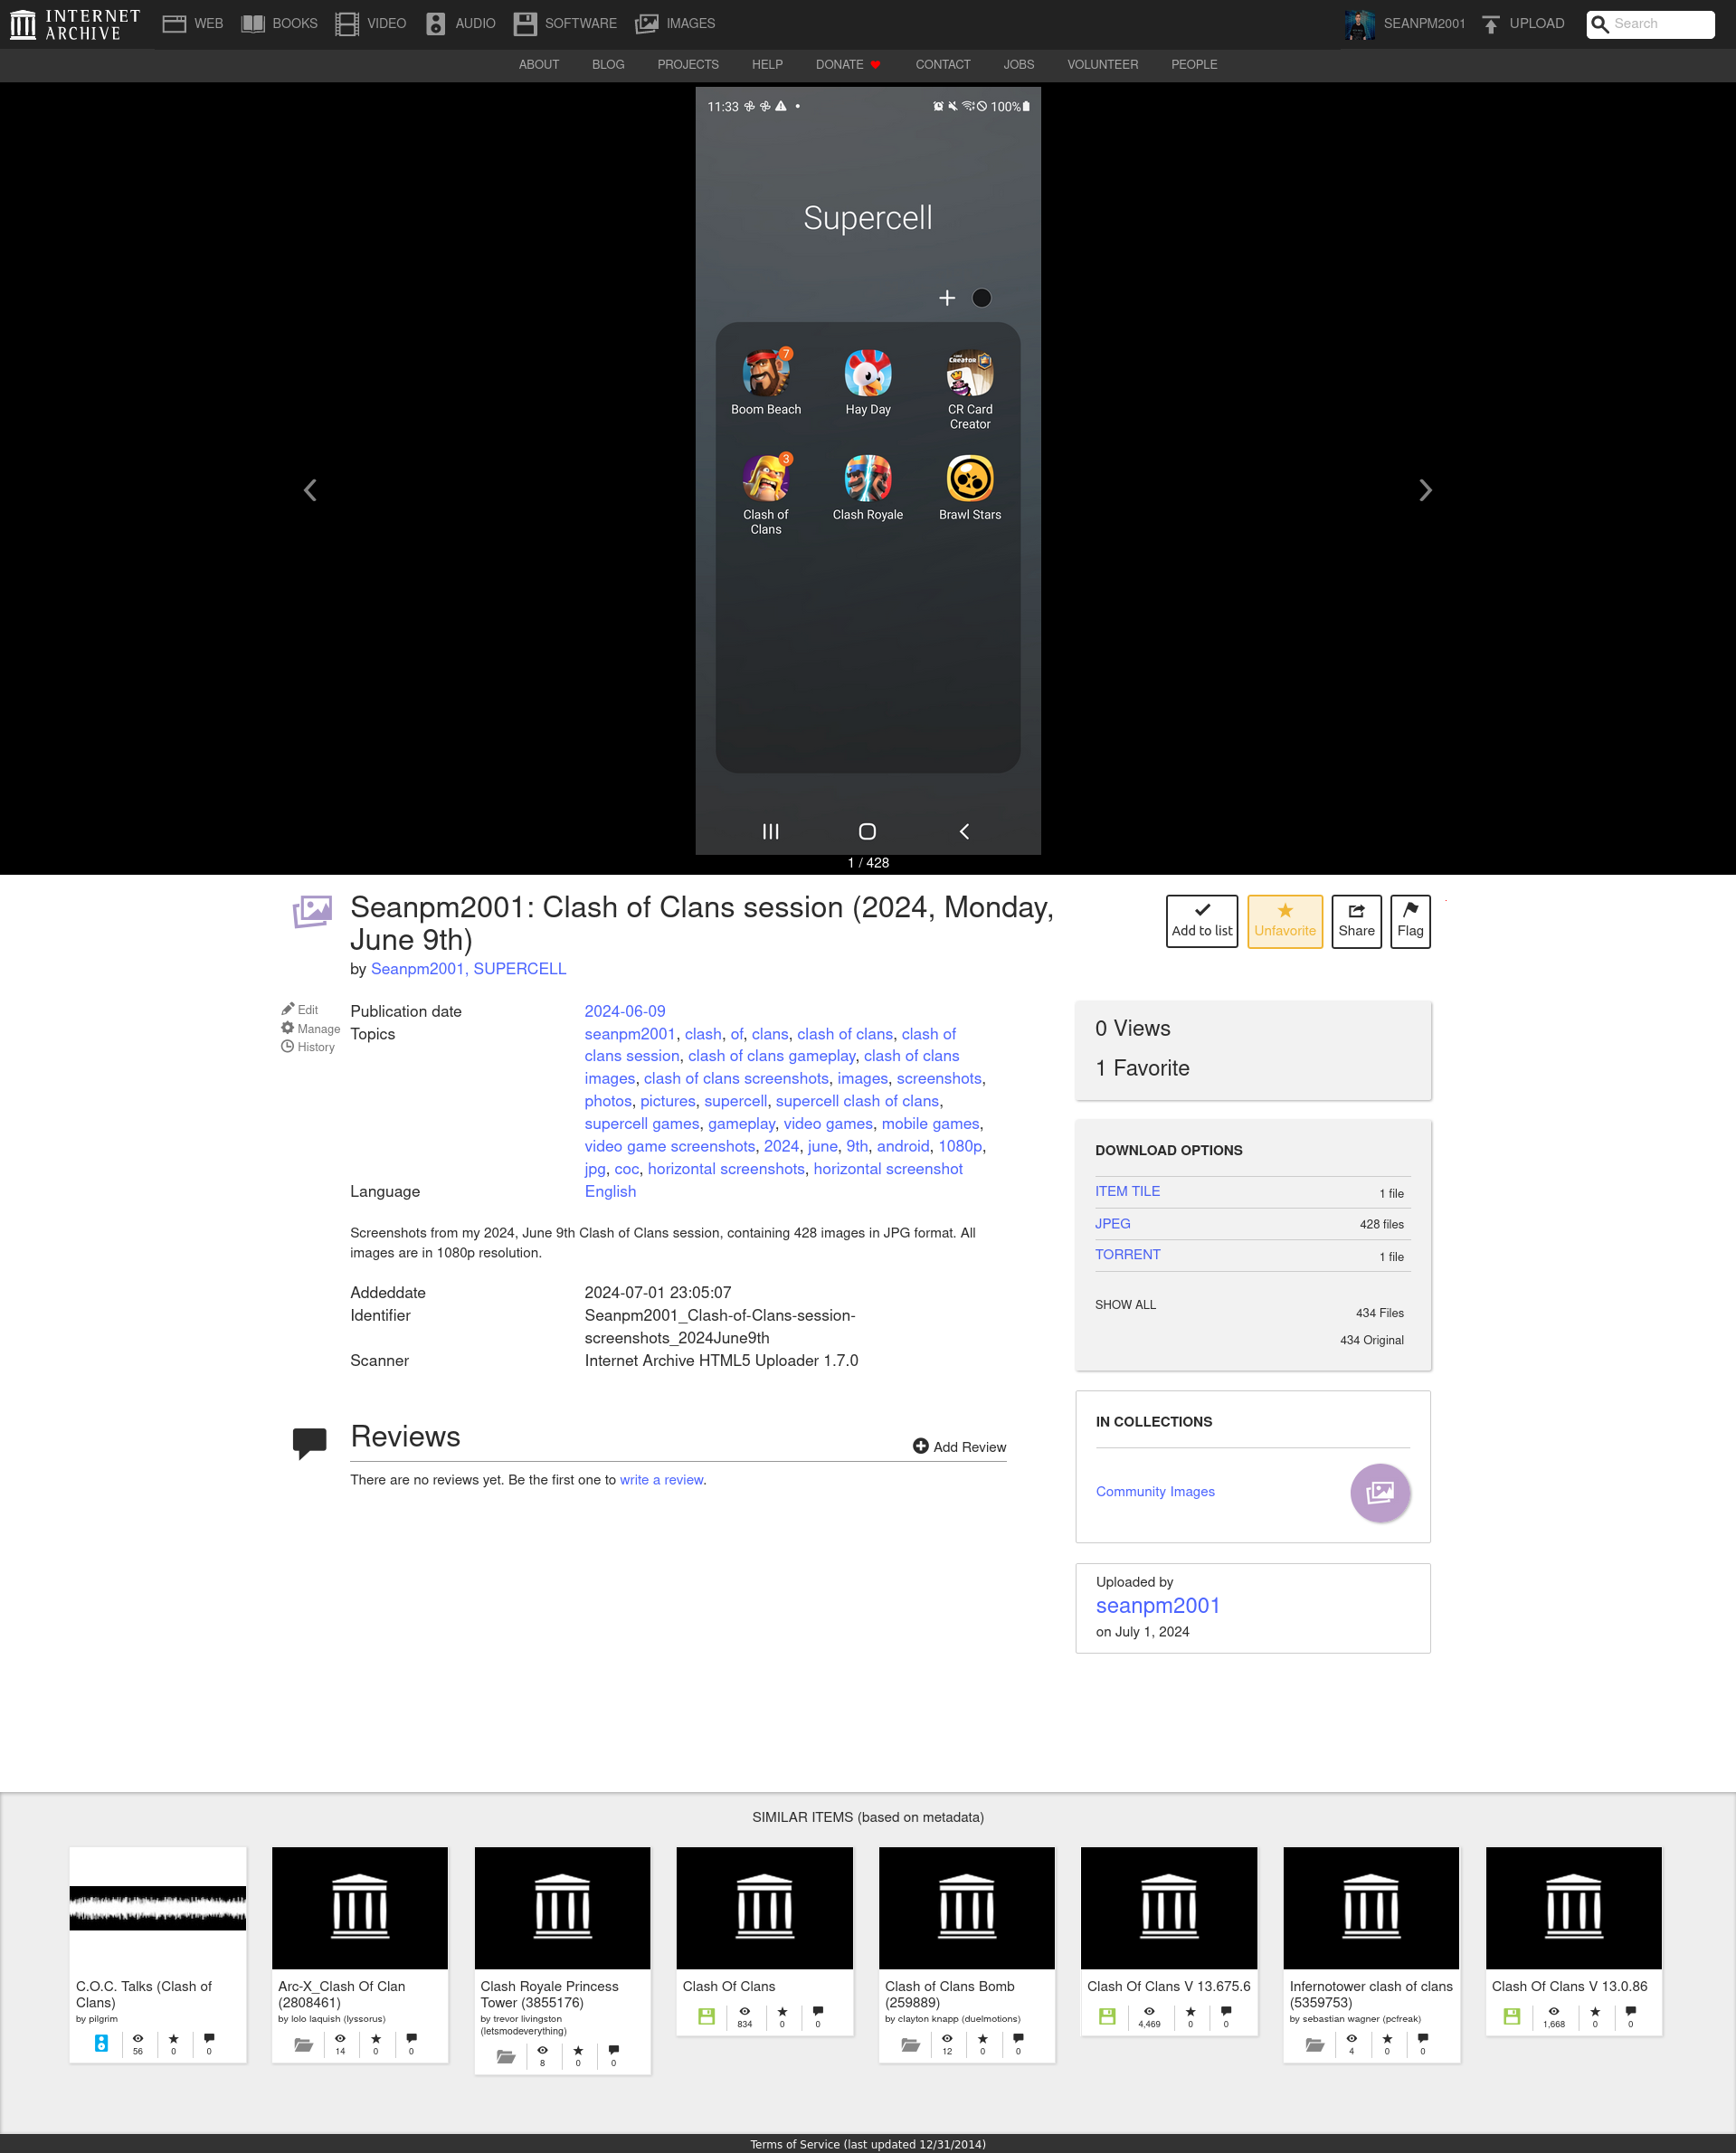 INTERNET
ARCHIVE
WEB
BOOKS
VIDEO
AUDIO
SOFTWARE
IMAGES
SEANPM2001
UPLOAD
Search
ABOUT
BLOG
PROJECTS
HELP
DONATE
CONTACT
JOBS
VOLUNTEER
PEOPLE
11:33
100%
Supercell
7
Boom Beach
Hay Day
CREATOR
CR Card
Creator
3
Clash of
Clans
Clash Royale
Brawl Stars
1 / 428
Seanpm2001: Clash of Clans session (2024, Monday,
June 9th)
by Seanpm2001, SUPERCELL
Add to list
Unfavorite
Share
Flag
Edit
Manage
History
Publication date
2024-06-09
Topics
seanpm2001, clash, of, clans, clash of clans, clash of
clans session, clash of clans gameplay, clash of clans
images, clash of clans screenshots, images, screenshots,
photos, pictures, supercell, supercell clash of clans,
supercell games, gameplay, video games, mobile games,
video game screenshots, 2024, june, 9th, android, 1080p,
jpg, coc, horizontal screenshots, horizontal screenshot
Language
English
Screenshots from my 2024, June 9th Clash of Clans session, containing 428 images in JPG format. All
images are in 1080p resolution.
Addeddate
2024-07-01 23:05:07
Identifier
Seanpm2001_Clash-of-Clans-session-
screenshots_2024June9th
Scanner
Internet Archive HTML5 Uploader 1.7.0
Reviews
Add Review
There are no reviews yet. Be the first one to write a review.
0 Views
1 Favorite
DOWNLOAD OPTIONS
ITEM TILE
1 file
JPEG
428 files
TORRENT
1 file
SHOW ALL
434 Files
434 Original
IN COLLECTIONS
Community Images
Uploaded by
seanpm2001
on July 1, 2024
SIMILAR ITEMS (based on metadata)
C.O.C. Talks (Clash of
Clans)
by pilgrim
56
0
0
Arc-X_Clash Of Clan
(2808461)
by lolo laquish (lyssorus)
14
0
0
Clash Royale Princess
Tower (3855176)
by trevor livingston
(letsmodeverything)
8
0
0
Clash Of Clans
834
0
0
Clash of Clans Bomb
(259889)
by clayton knapp (duelmotions)
12
0
0
Clash Of Clans V 13.675.6
4,469
0
0
Infernotower clash of clans
(5359753)
by sebastian wagner (pcfreak)
4
0
0
Clash Of Clans V 13.0.86
1,668
0
0
Terms of Service (last updated 12/31/2014)